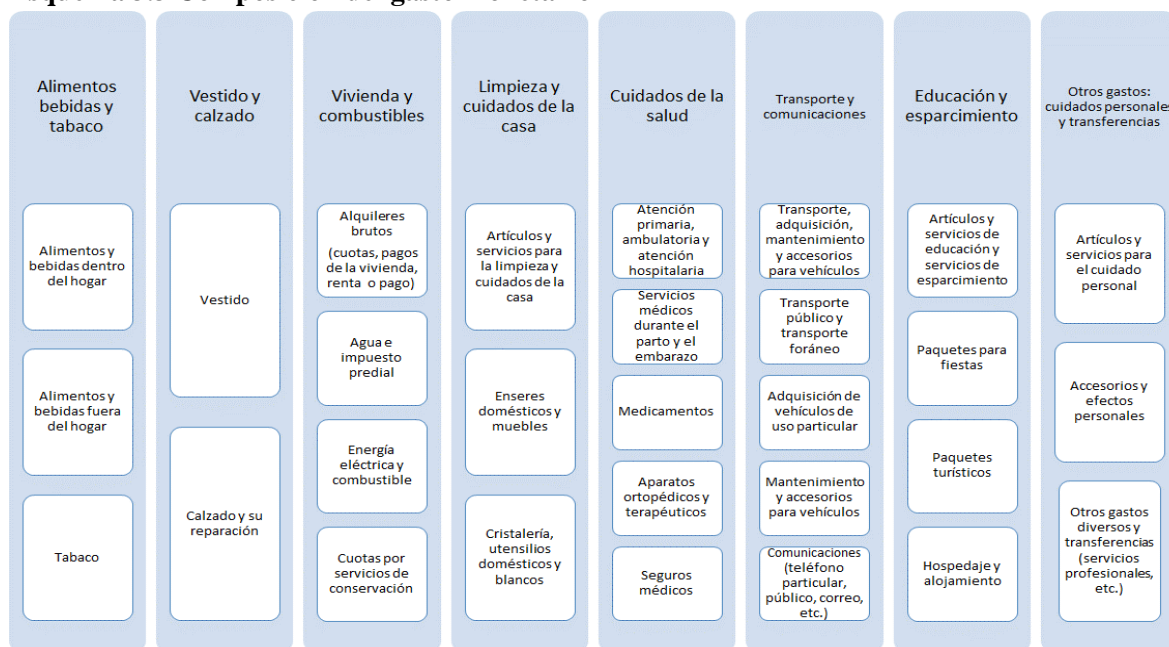 Alimentos
bebidas y
tabaco
Alimentos y
bebidas dentro
del hogar
Alimentos y
bebidas fuera
del hogar
Tabaco
Vestido y
calzado
Vestido
Calzado y su
reparación
Vivienda y
combustibles
Alquileres
brutos
(cuotas, pagos
de la vivienda,
renta o pago)
Agua e
impuesto
predial
Energía
eléctrica y
combustible
Cuotas por
servicios de
conservación
Limpieza y
cuidados de la
casa
Artículos y
servicios para
la limpieza y
cuidados de la
casa
Enseres
domésticos y
muebles
Cristalería,
utensilios
domésticos y
blancos
Cuidados de la
salud
Atención
primaria,
ambulatoria y
atención
hospitalaria
Servicios
médicos
durante el
parto y el
embarazo
Medicamentos
Aparatos
ortopédicos y
terapéuticos
Seguros
médicos
Transporte y
comunicaciones
Transporte,
adquisición,
mantenimiento
y accesorios
para vehículos
Transporte
público y
transporte
foráneo
Adquisición de
vehículos de
uso particular
Mantenimiento
y accesorios
para vehículos
Comunicaciones
(teléfono
particular,
público, correo,
etc.)
Educación y
esparcimiento
Artículos y
servicios de
educación y
servicios de
esparcimiento
Paquetes para
fiestas
Paquetes
turísticos
Hospedaje y
alojamiento
Otros gastos:
cuidados personales
y transferencias
Artículos y
servicios para
el cuidado
personal
Accesorios y
efectos
personales
Otros gastos
diversos y
transferencias
(servicios
profesionales,
etc.)